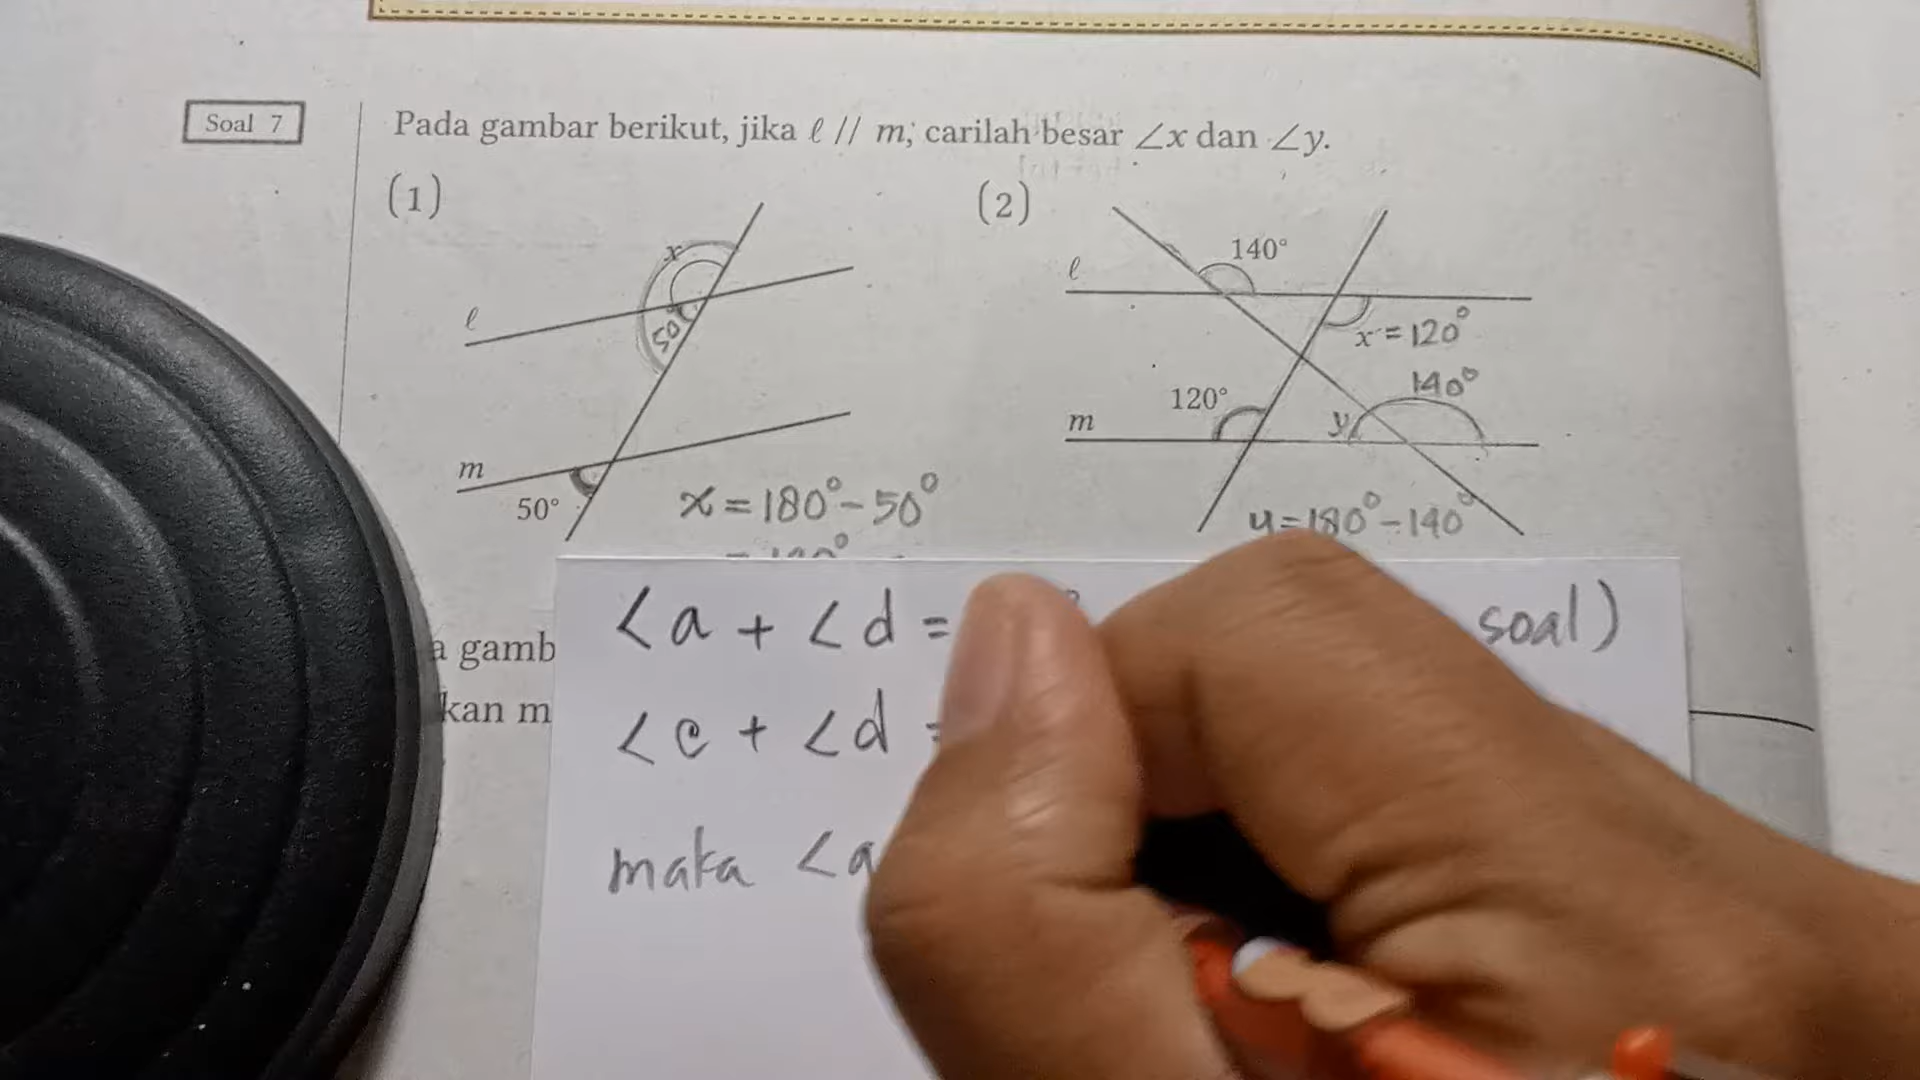 Soal 7
Pada gambar berikut, jika ℓ // m, carilah besar ∠x dan ∠y.
(1)
x
ℓ
50
m
50°
x = 180° - 50°
(2)
140°
ℓ
x = 120°
140°
120°
y
m
y = 180° - 140°
∠a + ∠d =
soal)
a gamb
∠c + ∠d =
kan m
maka ∠a